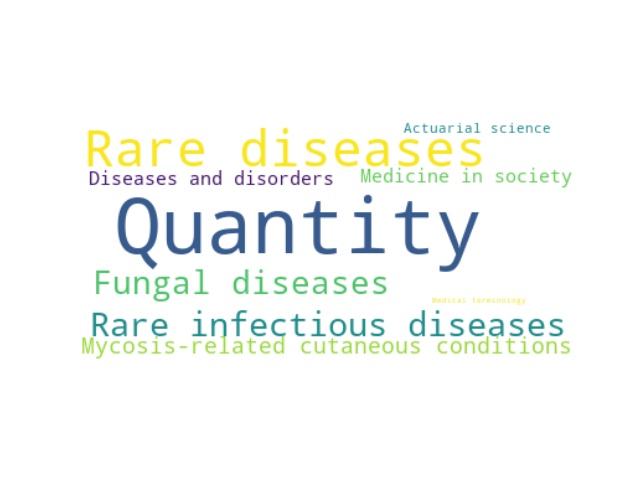 Actuarial science
Rare diseases
Diseases and disorders
Medicine in society
Quantity
Fungal diseases
Medical terminology
Rare infectious diseases
Mycosis-related cutaneous conditions